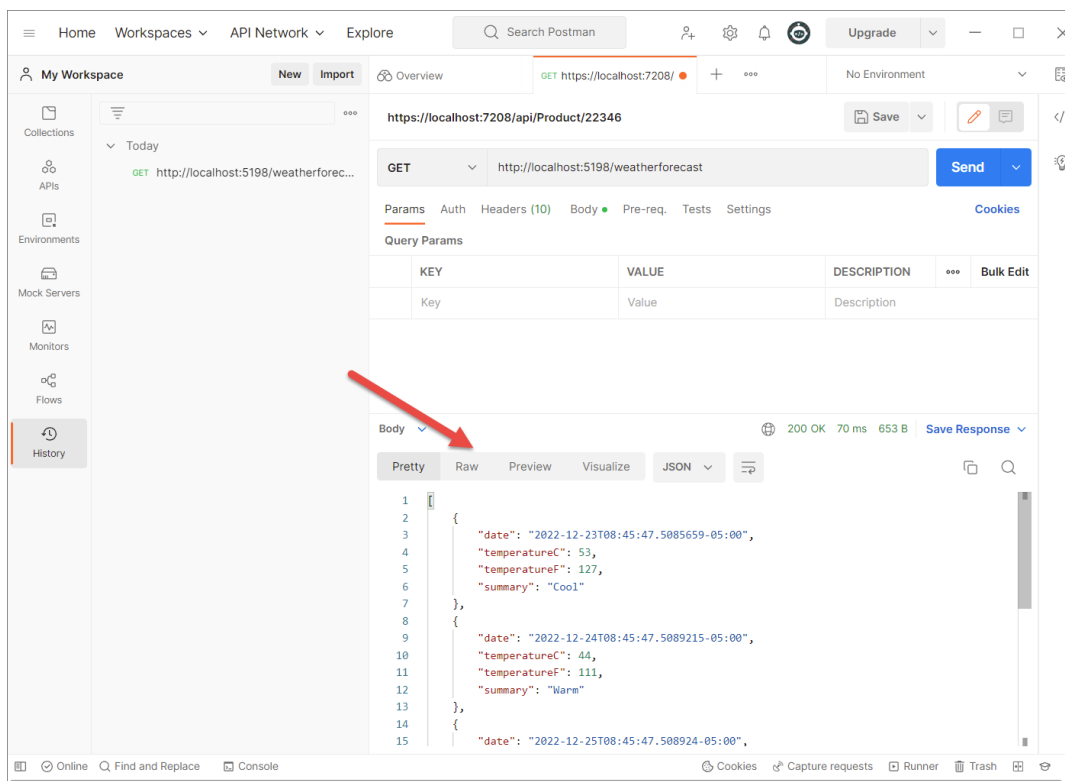 Home Workspaces API Network Explore Search Postman Upgrade
My Workspace New Import Overview GET https://localhost:7208/ No Environment
Collections
APIs
Environments
Mock Servers
Monitors
Flows
History
Today
GET http://localhost:5198/weatherforec...
https://localhost:7208/api/Product/22346 Save
GET http://localhost:5198/weatherforecast Send
Params Auth Headers (10) Body Pre-req. Tests Settings Cookies
Query Params
KEY VALUE DESCRIPTION Bulk Edit
Key Value Description
Body 200 OK 70 ms 653 B Save Response
Pretty Raw Preview Visualize JSON
1 [
2 {
3 "date": "2022-12-23T08:45:47.5085659-05:00",
4 "temperatureC": 53,
5 "temperatureF": 127,
6 "summary": "Cool"
7 },
8 {
9 "date": "2022-12-24T08:45:47.5089215-05:00",
10 "temperatureC": 44,
11 "temperatureF": 111,
12 "summary": "Warm"
13 },
14 {
15 "date": "2022-12-25T08:45:47.508924-05:00",
Online Find and Replace Console Cookies Capture requests Runner Trash